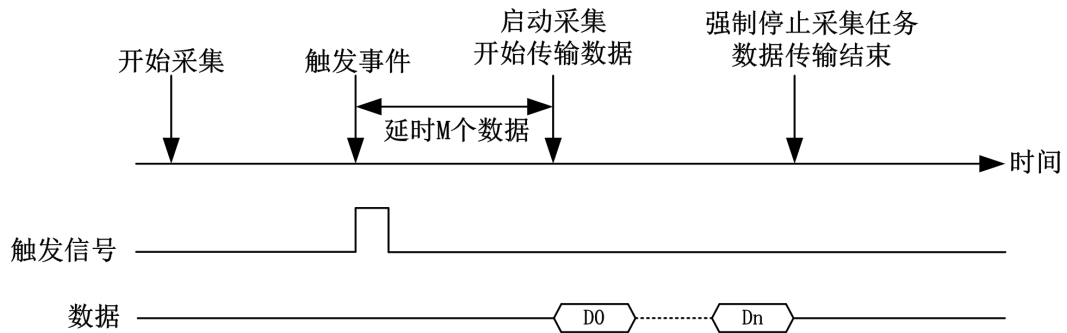 启动采集
强制停止采集任务
开始采集
触发事件
开始传输数据
数据传输结束
延时M个数据
时间
触发信号
数据
D0
Dn